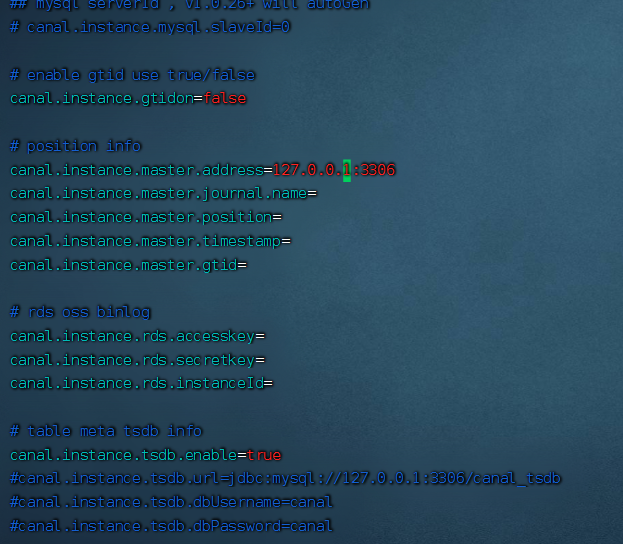 ## mysql serverId , v1.0.26+ will autoGen
# canal.instance.mysql.slaveId=0
# enable gtid use true/false
canal.instance.gtidon=false
# position info
canal.instance.master.address=127.0.0.1:3306
canal.instance.master.journal.name=
canal.instance.master.position=
canal.instance.master.timestamp=
canal.instance.master.gtid=
# rds oss binlog
canal.instance.rds.accesskey=
canal.instance.rds.secretkey=
canal.instance.rds.instanceId=
# table meta tsdb info
canal.instance.tsdb.enable=true
#canal.instance.tsdb.url=jdbc:mysql://127.0.0.1:3306/canal_tsdb
#canal.instance.tsdb.dbUsername=canal
#canal.instance.tsdb.dbPassword=canal